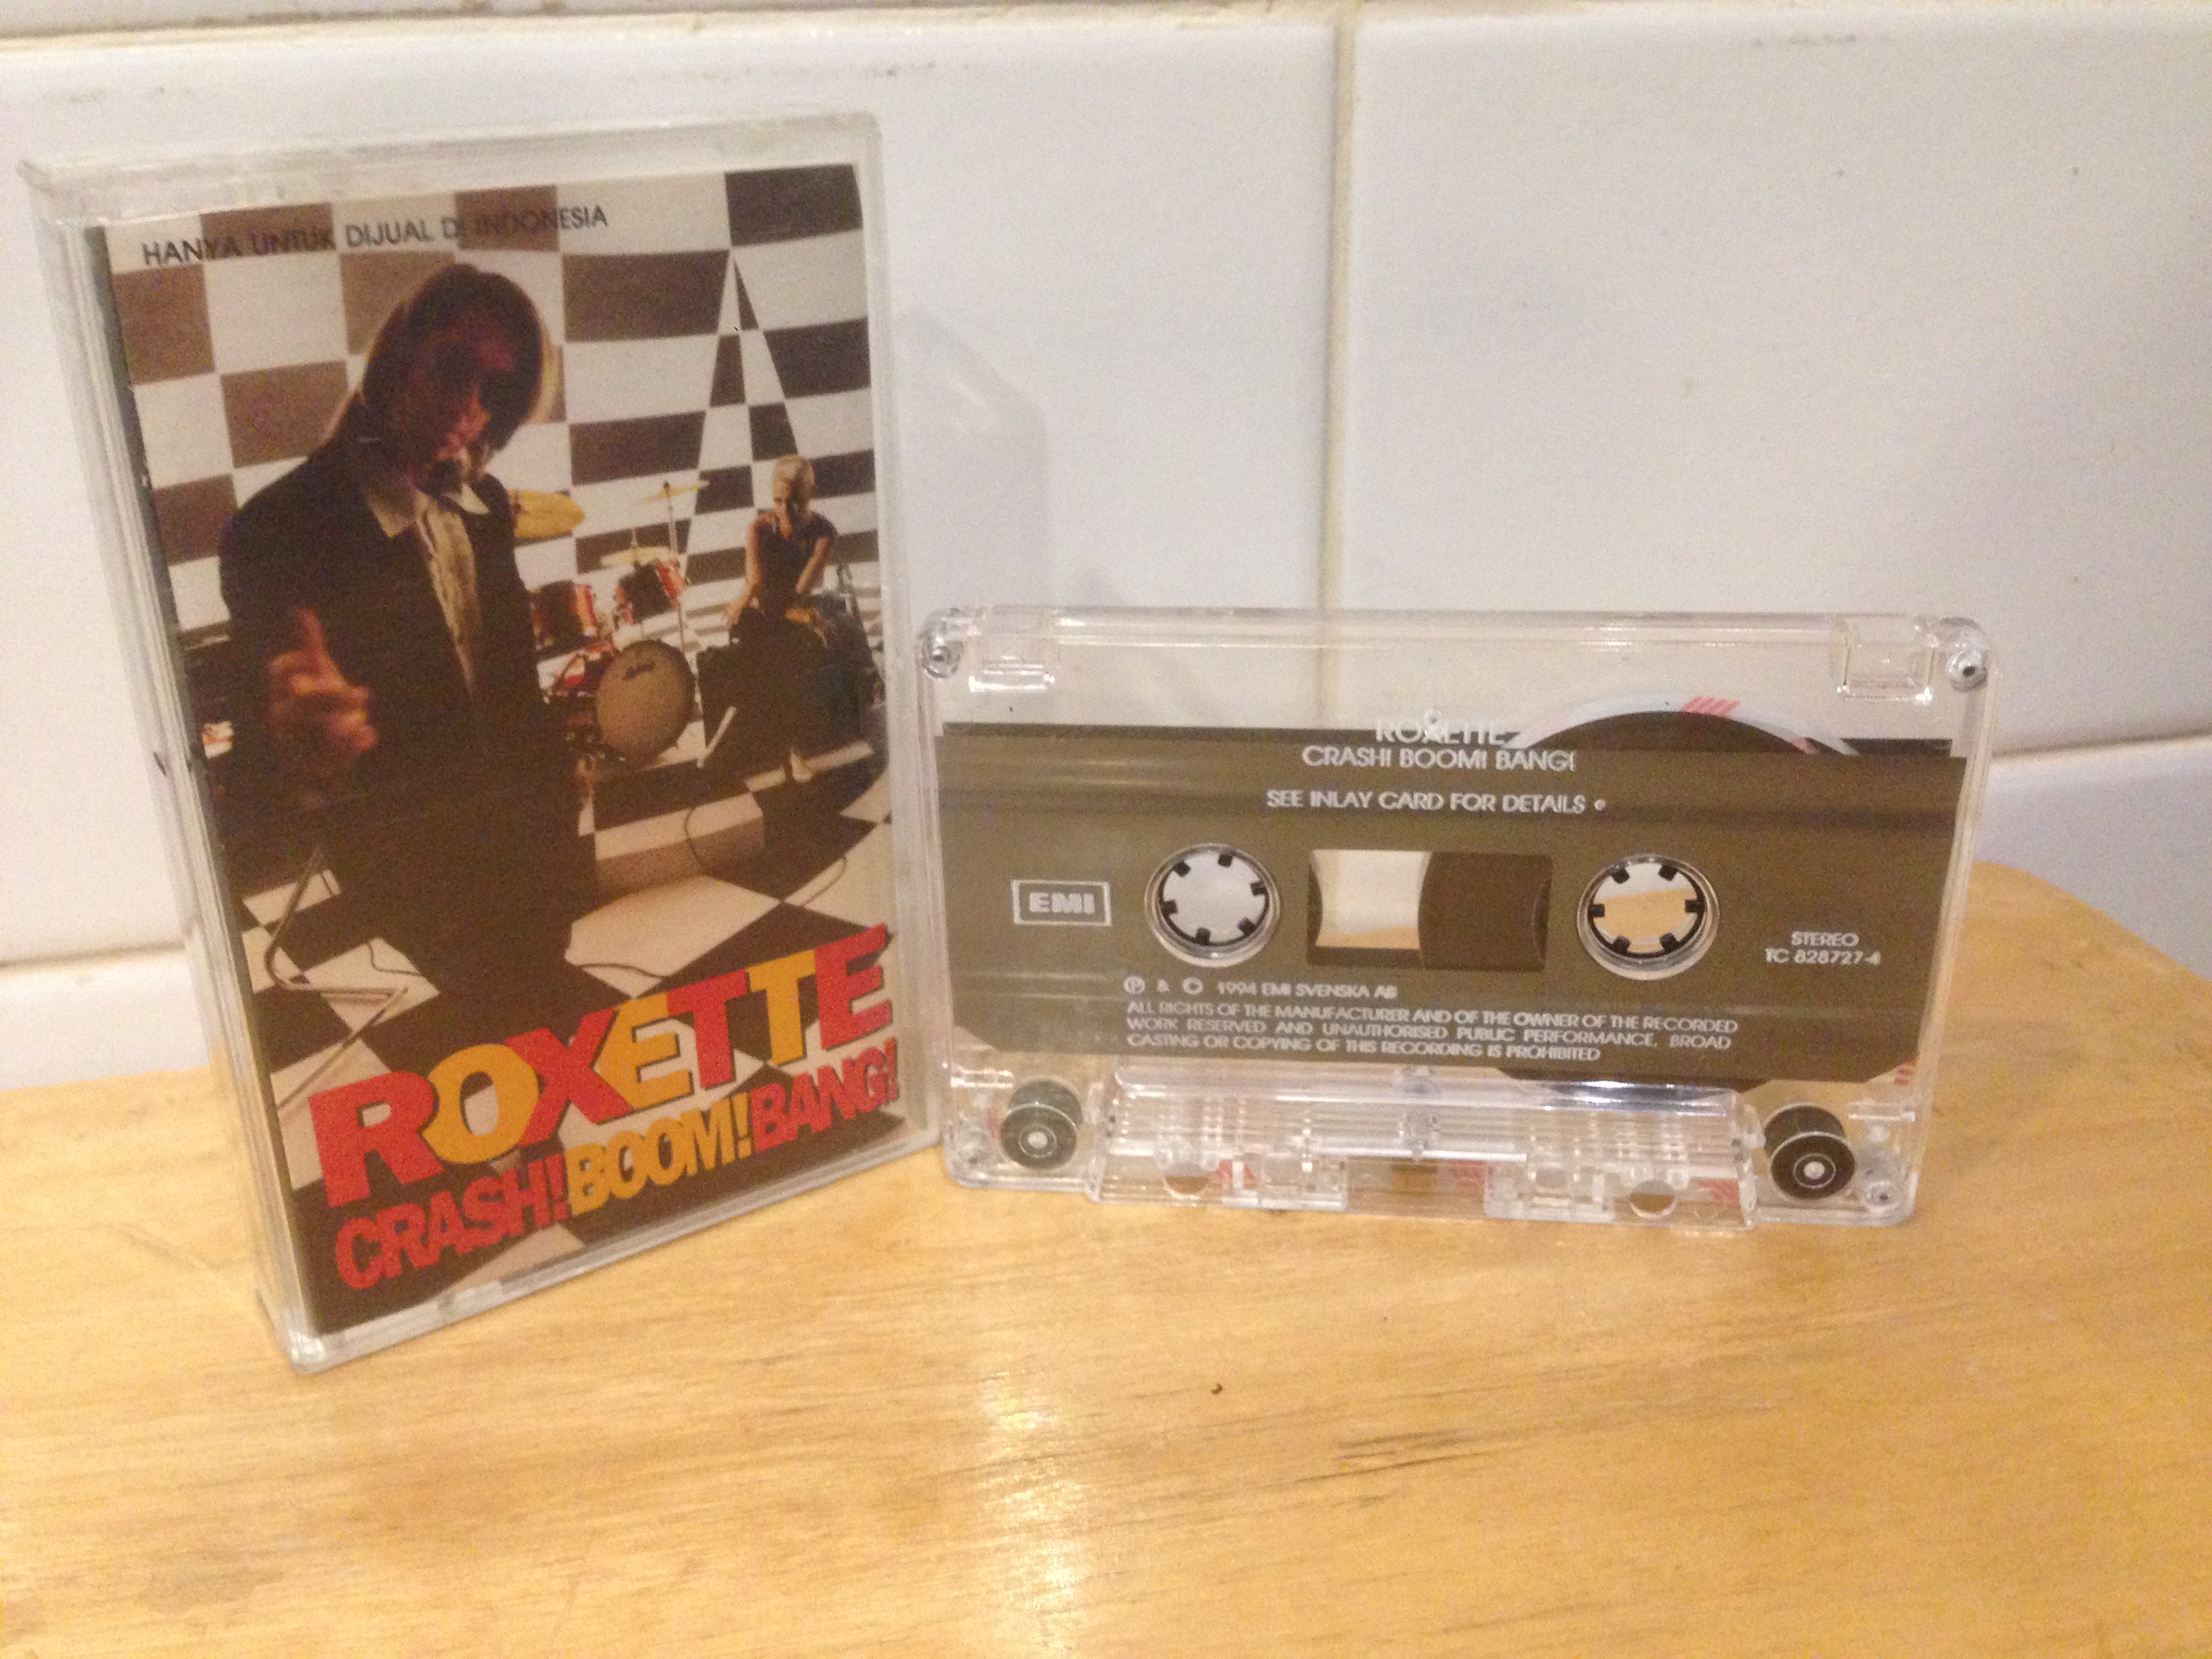 HANYA UNTUK DIJUAL DI INDONESIA
ROXETTE
CRASH! BOOM! BANG!
ROXETTE
CRASH! BOOM! BANG!
SEE INLAY CARD FOR DETAILS
EMI
STEREO
TC 828727-4
℗ & © 1994 EMI SVENSKA AB
ALL RIGHTS OF THE MANUFACTURER AND OF THE OWNER OF THE RECORDED
WORK RESERVED AND UNAUTHORISED PUBLIC PERFORMANCE, BROAD
CASTING OR COPYING OF THIS RECORDING IS PROHIBITED